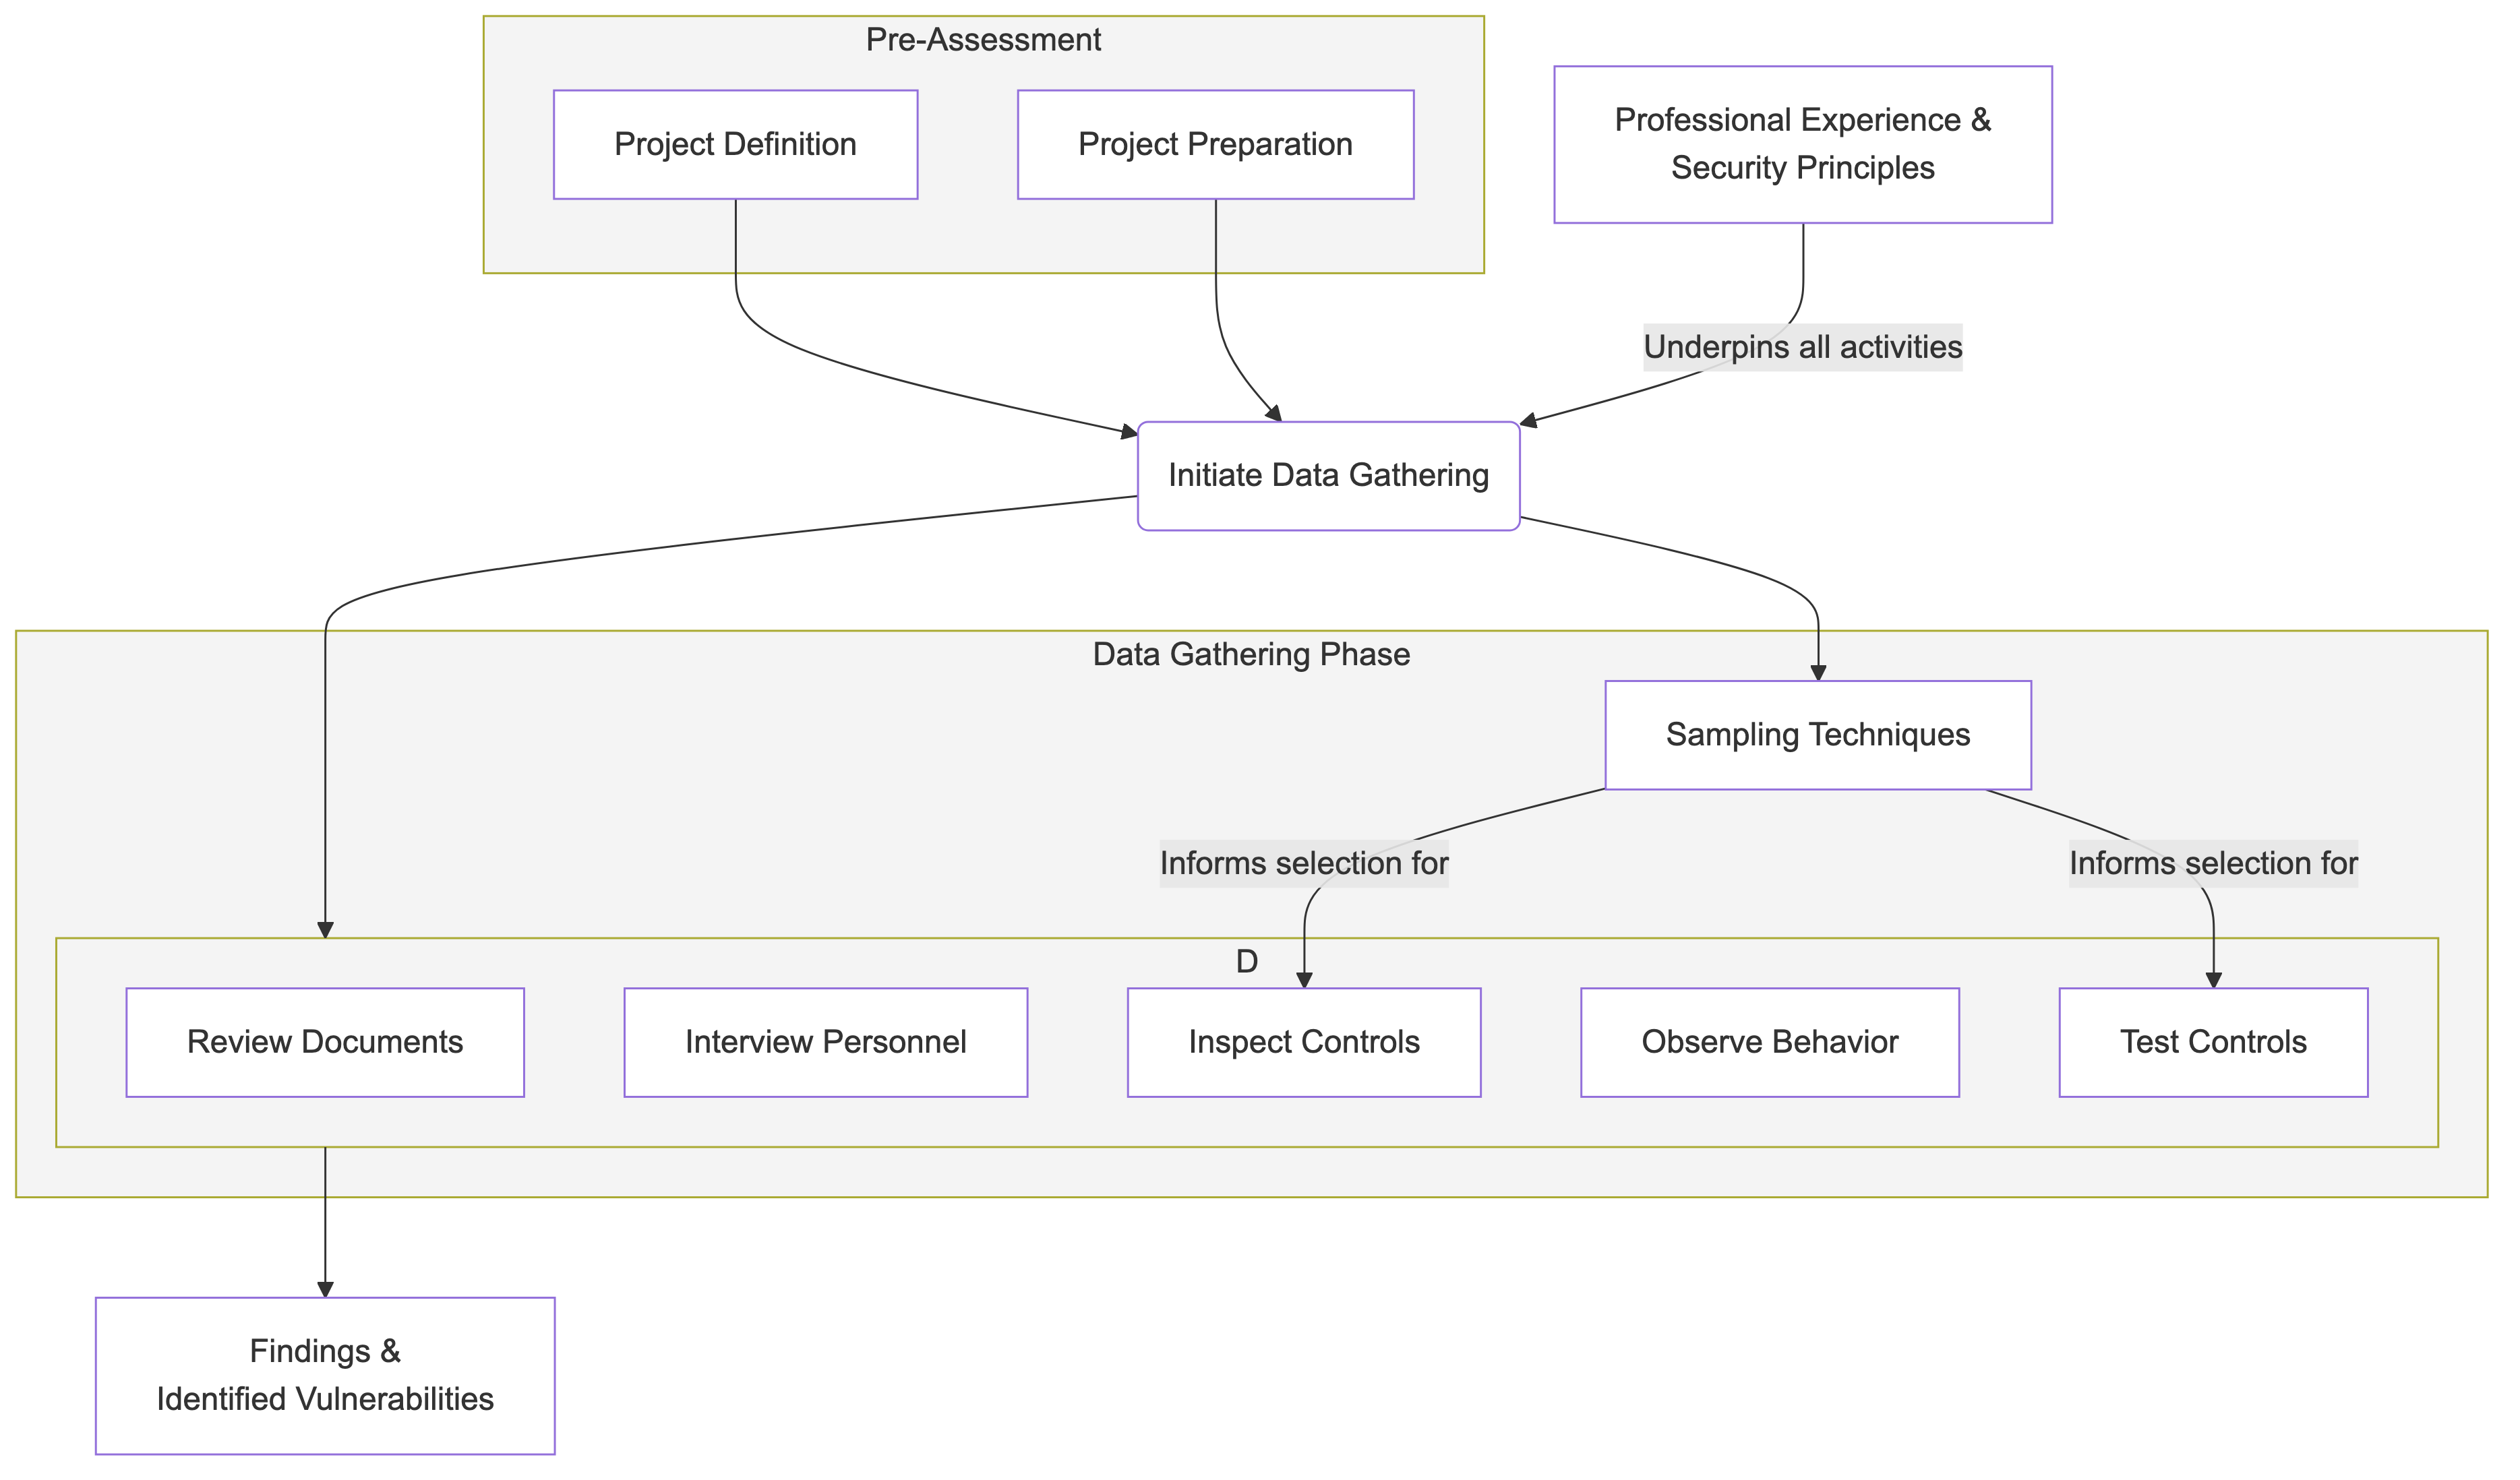 Pre-Assessment
Project Definition
Project Preparation
Professional Experience &
Security Principles
Underpins all activities
Initiate Data Gathering
Data Gathering Phase
Sampling Techniques
Informs selection for
Informs selection for
D
Review Documents
Interview Personnel
Inspect Controls
Observe Behavior
Test Controls
Findings &
Identified Vulnerabilities